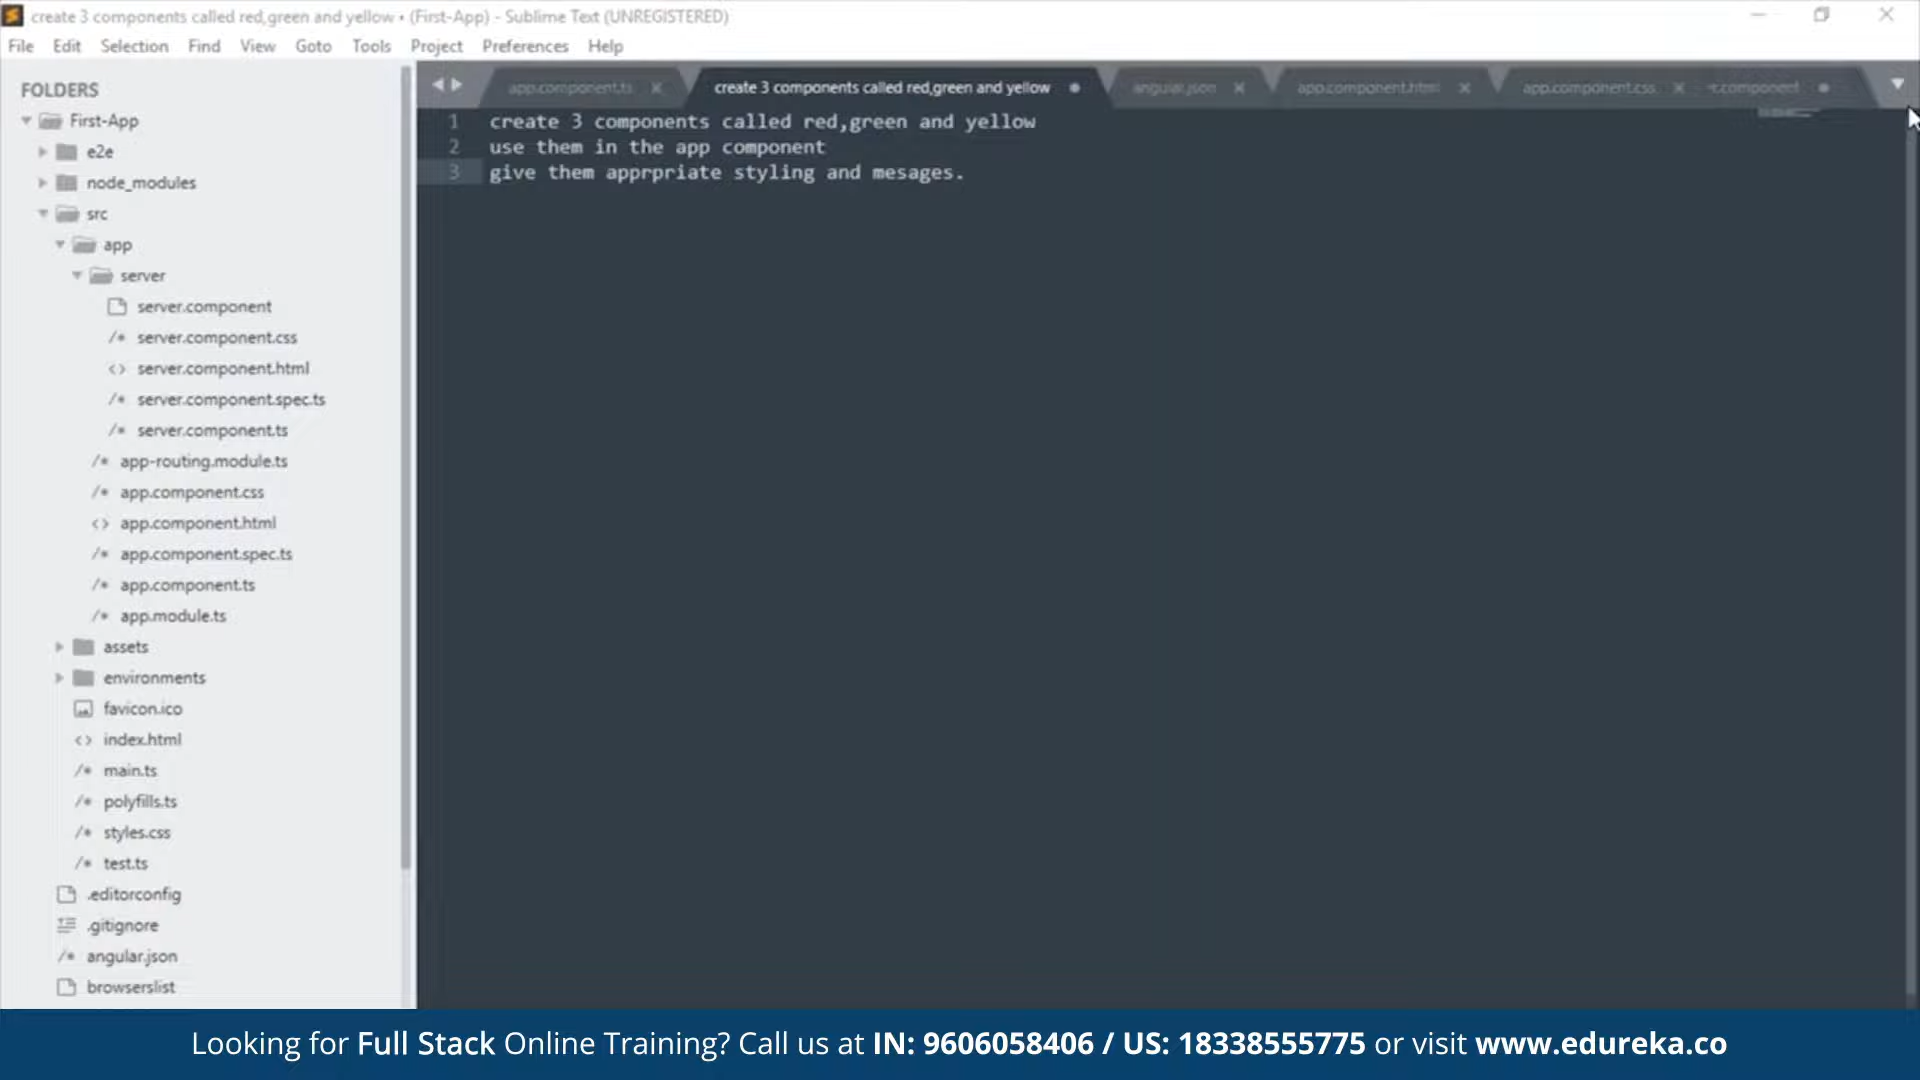 create 3 components called red,green and yellow • (First-App) - Sublime Text (UNREGISTERED)
File Edit Selection Find View Goto Tools Project Preferences Help
FOLDERS
First-App
e2e
node_modules
src
app
server
server.component
server.component.css
server.component.html
server.component.spec.ts
server.component.ts
app-routing.module.ts
app.component.css
app.component.html
app.component.spec.ts
app.component.ts
app.module.ts
assets
environments
favicon.ico
index.html
main.ts
polyfills.ts
styles.css
test.ts
.editorconfig
.gitignore
angular.json
browserslist
app.component.ts create 3 components called red,green and yellow angular.json app.component.html app.component.css r.component
1 create 3 components called red,green and yellow
2 use them in the app component
3 give them apprpriate styling and mesages.
Looking for Full Stack Online Training? Call us at IN: 9606058406 / US: 18338555775 or visit www.edureka.co